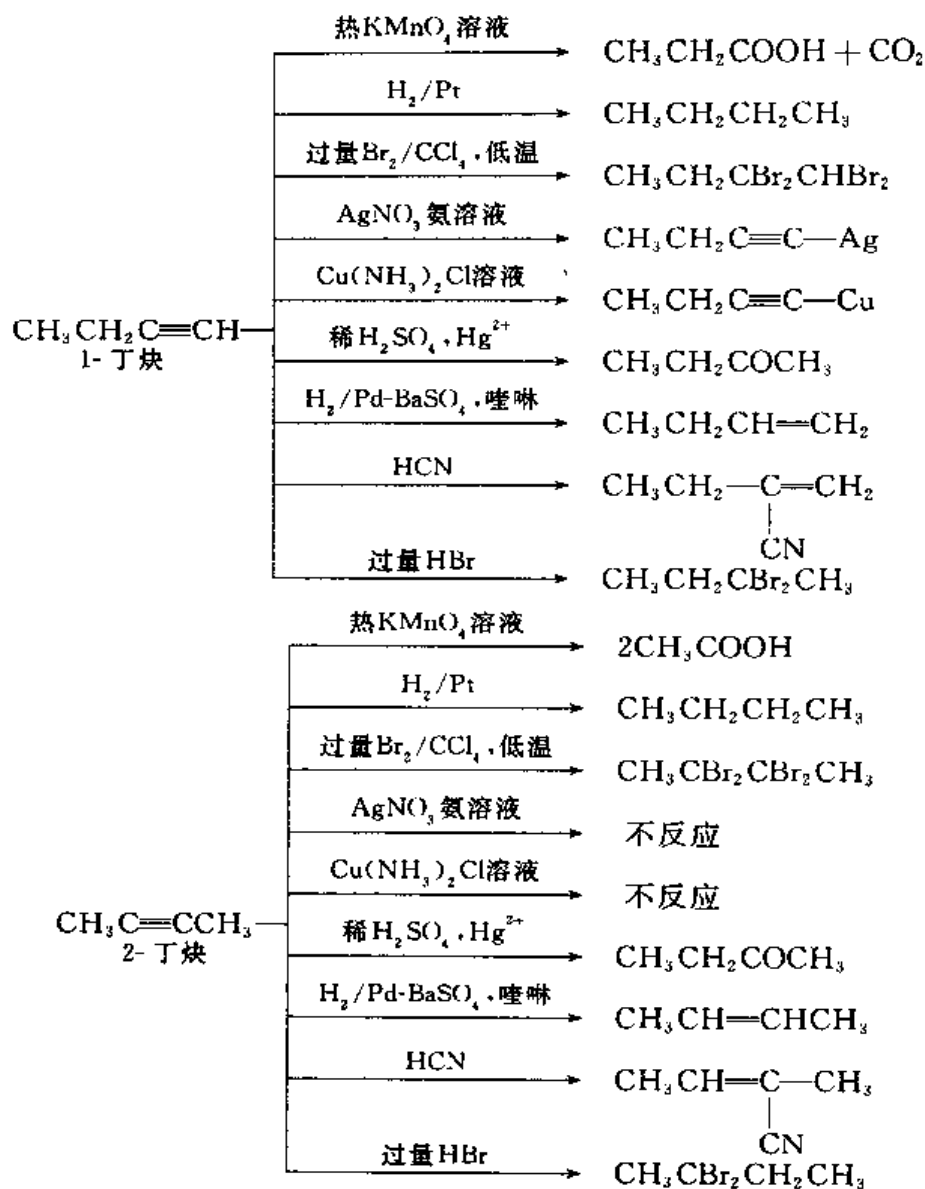 热KMnO₄溶液
CH₃CH₂COOH+CO₂
H₂/Pt
CH₃CH₂CH₂CH₃
过量Br₂/CCl₄,低温
CH₃CH₂CBr₂CHBr₂
AgNO₃氨溶液
CH₃CH₂C≡C—Ag
Cu(NH₃)₂Cl溶液
CH₃CH₂C≡C—Cu
CH₃CH₂C≡CH
1-丁炔
稀H₂SO₄,Hg²⁺
CH₃CH₂COCH₃
H₂/Pd-BaSO₄,喹啉
CH₃CH₂CH=CH₂
HCN
CH₃CH₂—C=CH₂
CN
过量HBr
CH₃CH₂CBr₂CH₃
热KMnO₄溶液
2CH₃COOH
H₂/Pt
CH₃CH₂CH₂CH₃
过量Br₂/CCl₄,低温
CH₃CBr₂CBr₂CH₃
AgNO₃氨溶液
不反应
Cu(NH₃)₂Cl溶液
不反应
CH₃C≡CCH₃
2-丁炔
稀H₂SO₄,Hg²⁺
CH₃CH₂COCH₃
H₂/Pd-BaSO₄,喹啉
CH₃CH=CHCH₃
HCN
CH₃CH=C—CH₃
CN
过量HBr
CH₃CBr₂CH₂CH₃